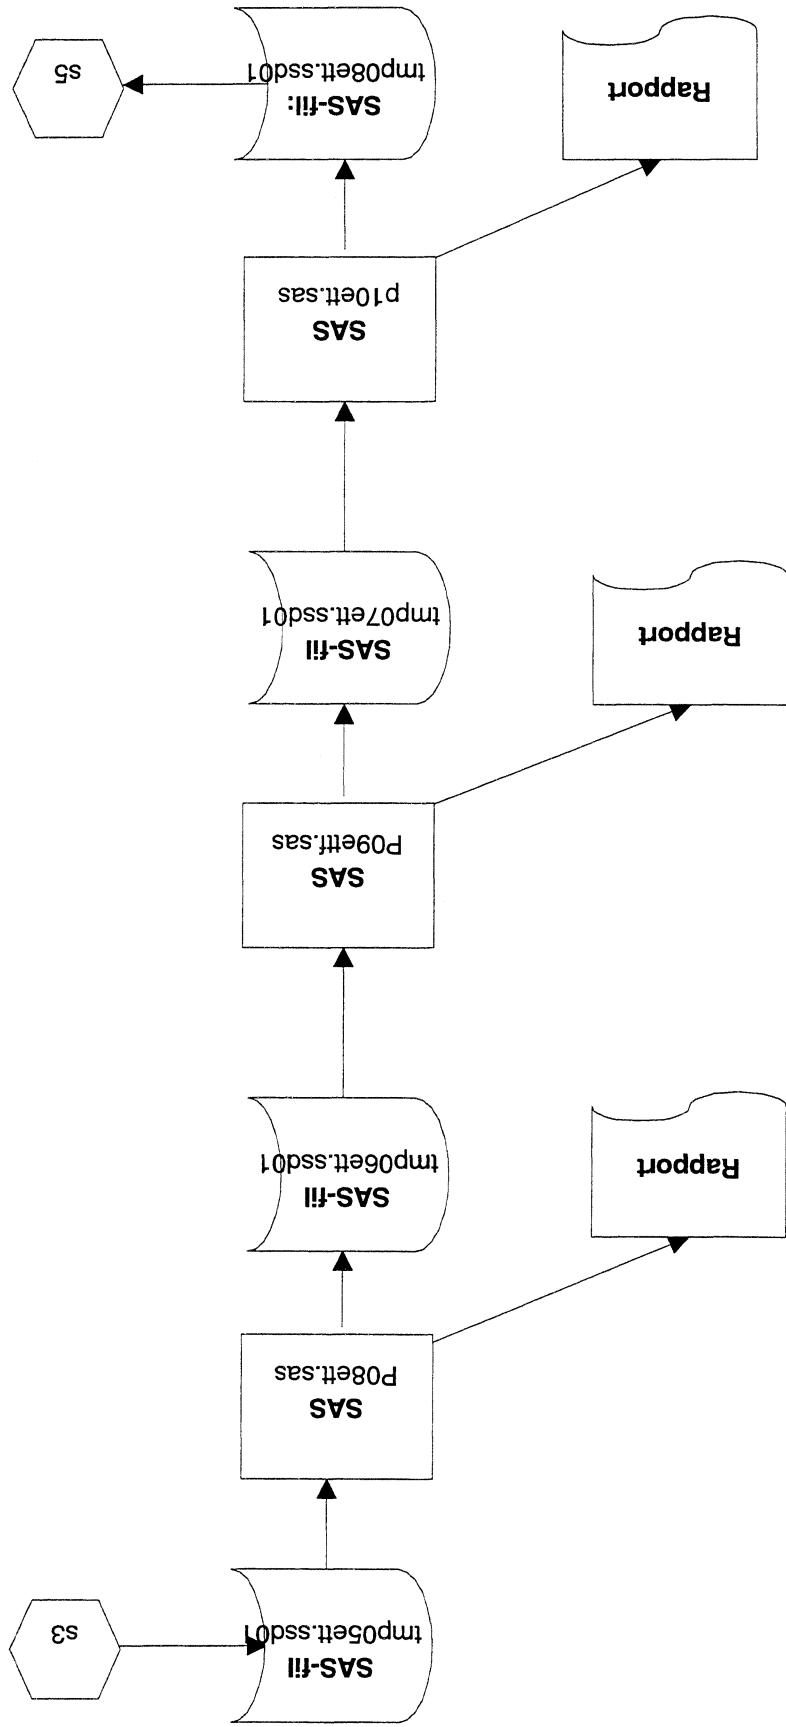 SAS-fil
tmp05ett.ssd01
s3
SAS
P08ett.sas
Rapport
SAS-fil
tmp06ett.ssd01
SAS
P09ettf.sas
Rapport
SAS-fil
tmp07ett.ssd01
SAS
p10ett.sas
Rapport
SAS-fil:
tmp08ett.ssd01
s5